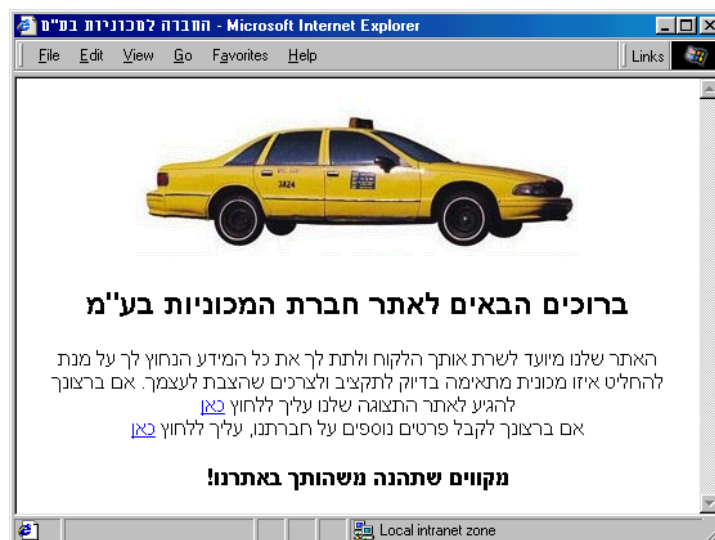 החברה למכוניות בע"מ - Microsoft Internet Explorer
File Edit View Go Favorites Help Links
3824
ברוכים הבאים לאתר חברת המכוניות בע''מ
האתר שלנו מיועד לשרת אותך הלקוח ולתת לך את כל המידע הנחוץ לך על מנת
להחליט איזו מכונית מתאימה בדיוק לתקציב ולצרכים שהצבת לעצמך. אם ברצונך
להגיע לאתר התצוגה שלנו עליך ללחוץ כאן
אם ברצונך לקבל פרטים נוספים על חברתנו, עליך ללחוץ כאן
מקווים שתהנה משהותך באתרנו!
Local intranet zone